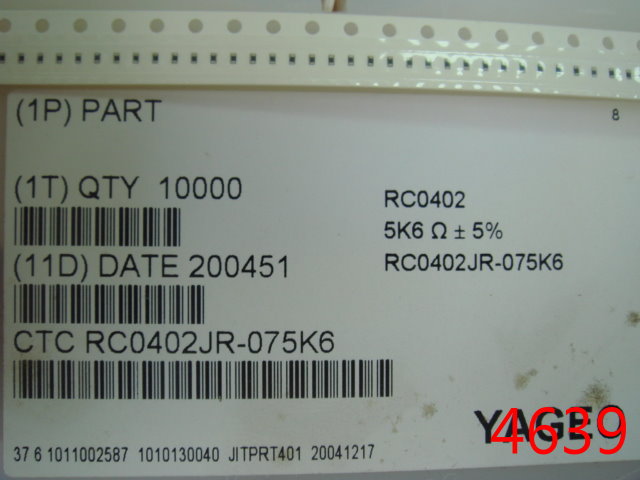 (1P) PART
8
(1T) QTY 10000
RC0402
5K6 Ω ± 5%
(11D) DATE 200451
RC0402JR-075K6
CTC RC0402JR-075K6
YAGEO
4639
37 6 1011002587 1010130040 JITPRT401 20041217